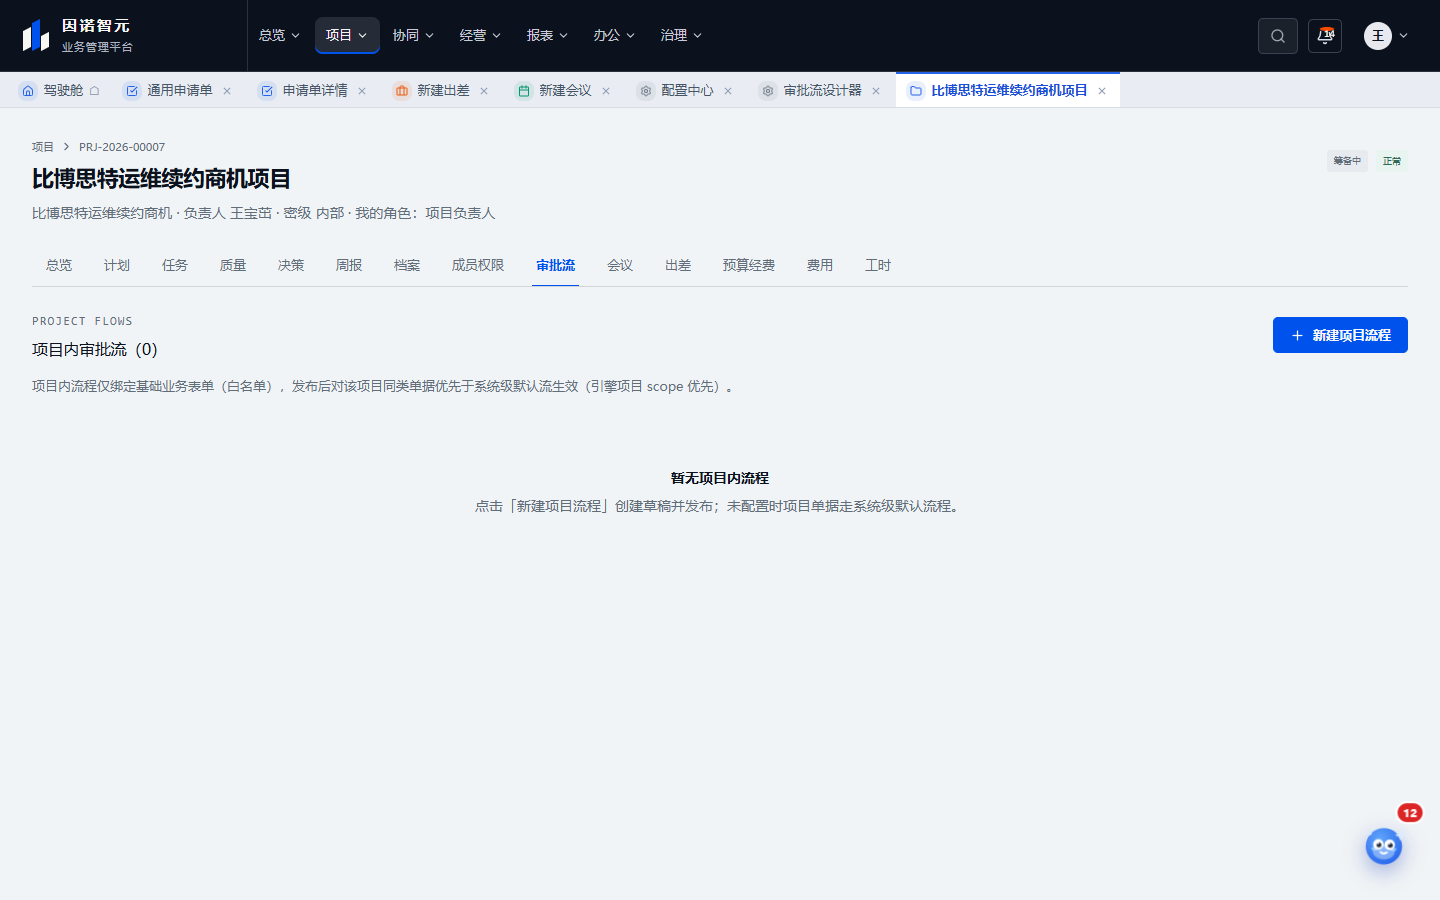 因诺智元
业务管理平台
总览 项目 协同 经营 报表 办公 治理
14
王
驾驶舱 通用申请单 申请单详情 新建出差 新建会议 配置中心 审批流设计器 比博思特运维续约商机项目
项目 PRJ-2026-00007
筹备中 正常
比博思特运维续约商机项目
比博思特运维续约商机 · 负责人 王宝茁 · 密级 内部 · 我的角色：项目负责人
总览 计划 任务 质量 决策 周报 档案 成员权限 审批流 会议 出差 预算经费 费用 工时
PROJECT FLOWS
项目内审批流（0）
新建项目流程
项目内流程仅绑定基础业务表单（白名单），发布后对该项目同类单据优先于系统级默认流生效（引擎项目 scope 优先）。
暂无项目内流程
点击「新建项目流程」创建草稿并发布；未配置时项目单据走系统级默认流程。
12